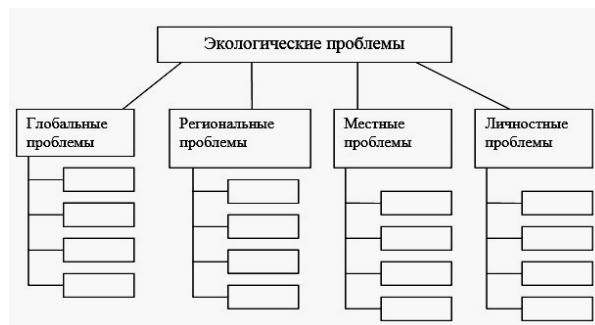 Экологические проблемы
Глобальные
проблемы
Региональные
проблемы
Местные
проблемы
Личностные
проблемы